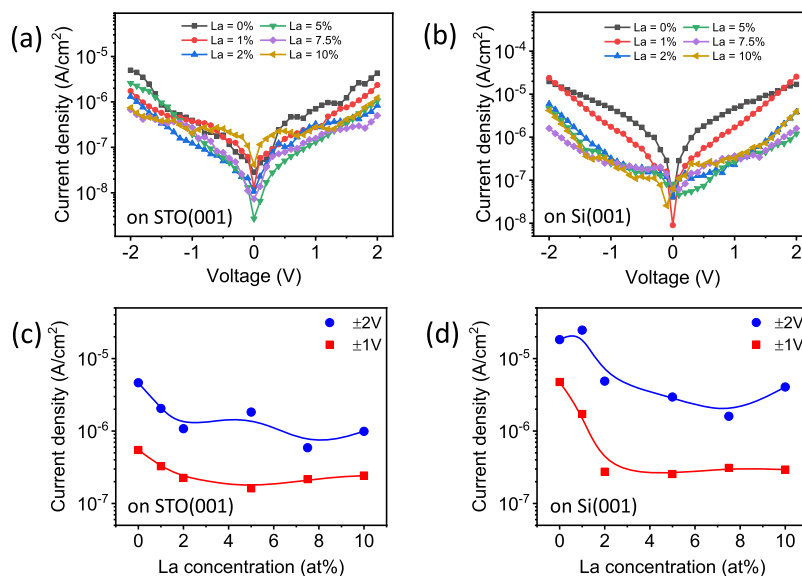 (a)
La = 0%
La = 5%
La = 1%
La = 7.5%
La = 2%
La = 10%
10⁻⁵
10⁻⁶
10⁻⁷
10⁻⁸
Current density (A/cm²)
on STO(001)
-2 -1 0 1 2
Voltage (V)
(b)
La = 0%
La = 5%
La = 1%
La = 7.5%
La = 2%
La = 10%
10⁻⁴
10⁻⁵
10⁻⁶
10⁻⁷
10⁻⁸
Current density (A/cm²)
on Si(001)
-2 -1 0 1 2
Voltage (V)
(c)
±2V
±1V
10⁻⁵
10⁻⁶
10⁻⁷
Current density (A/cm²)
on STO(001)
0 2 4 6 8 10
La concentration (at%)
(d)
±2V
±1V
10⁻⁵
10⁻⁶
10⁻⁷
Current density (A/cm²)
on Si(001)
0 2 4 6 8 10
La concentration (at%)